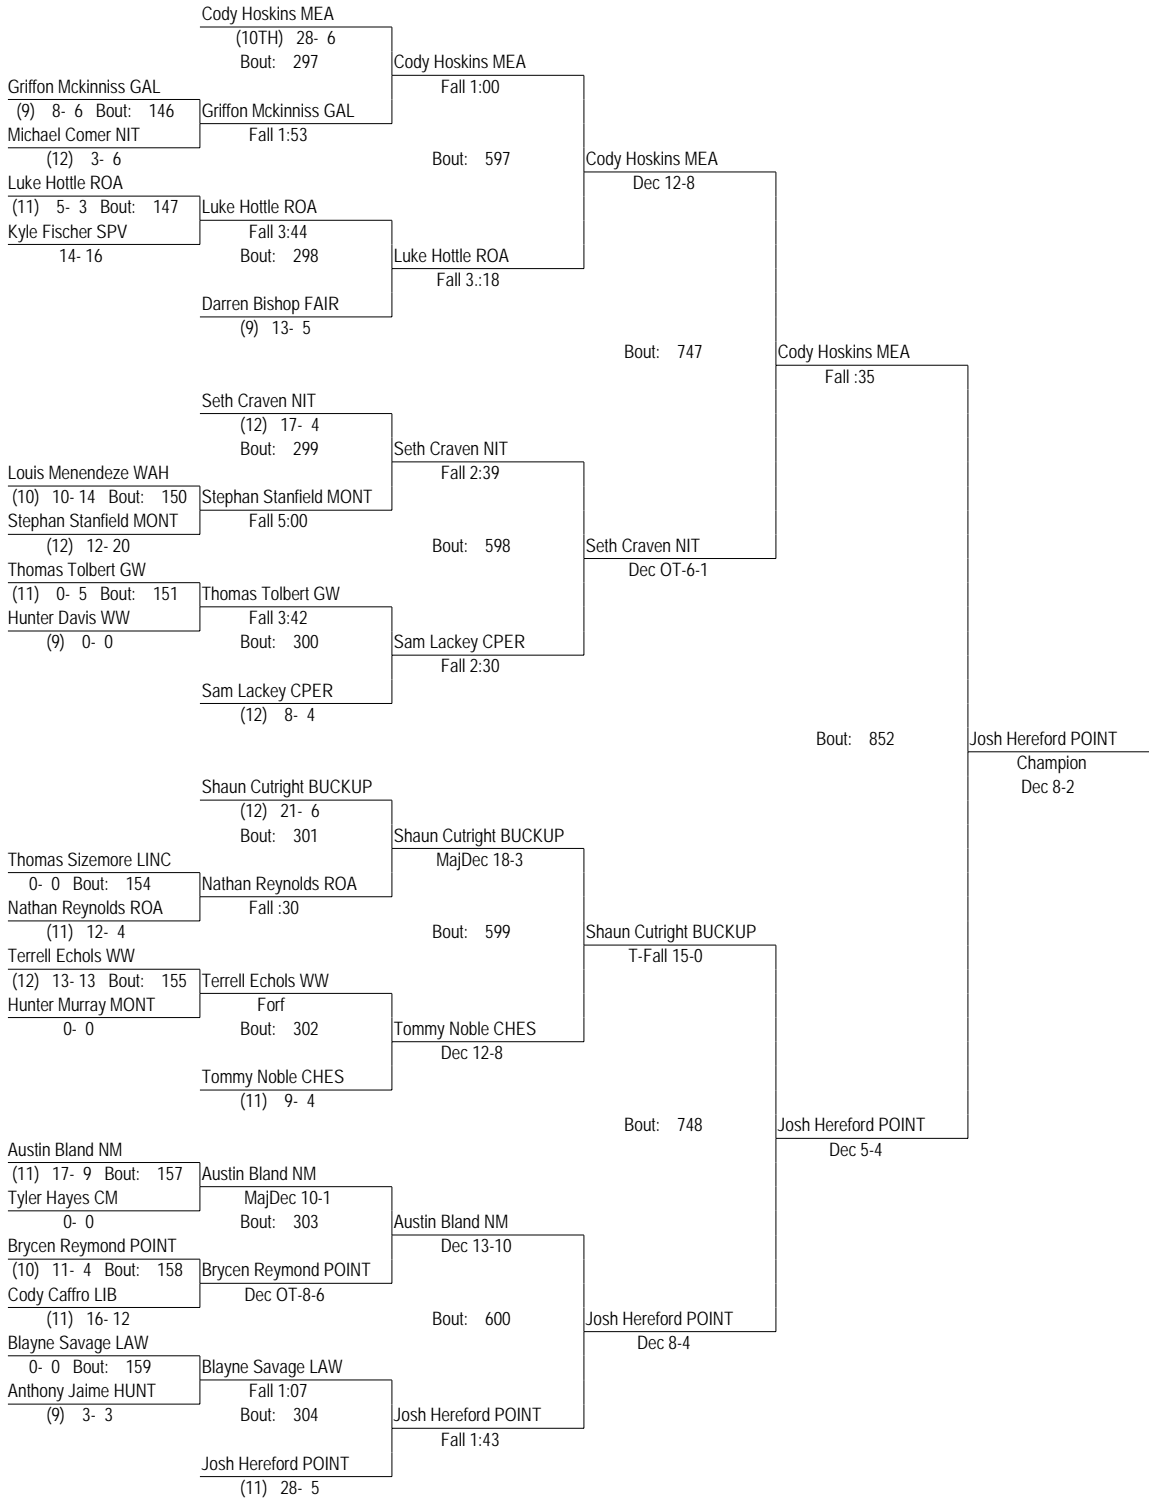 Cody Hoskins MEA
(10TH) 28- 6
Bout: 297
Cody Hoskins MEA
Fall 1:00
Griffon Mckinniss GAL
(9) 8- 6 Bout: 146
Griffon Mckinniss GAL
Fall 1:53
Michael Comer NIT
(12) 3- 6
Bout: 597
Cody Hoskins MEA
Dec 12-8
Luke Hottle ROA
(11) 5- 3 Bout: 147
Luke Hottle ROA
Fall 3:44
Kyle Fischer SPV
14- 16
Bout: 298
Luke Hottle ROA
Fall 3.:18
Darren Bishop FAIR
(9) 13- 5
Bout: 747
Cody Hoskins MEA
Fall :35
Seth Craven NIT
(12) 17- 4
Bout: 299
Seth Craven NIT
Fall 2:39
Louis Menendeze WAH
(10) 10- 14 Bout: 150
Stephan Stanfield MONT
Fall 5:00
Stephan Stanfield MONT
(12) 12- 20
Bout: 598
Seth Craven NIT
Dec OT-6-1
Thomas Tolbert GW
(11) 0- 5 Bout: 151
Thomas Tolbert GW
Fall 3:42
Hunter Davis WW
(9) 0- 0
Bout: 300
Sam Lackey CPER
Fall 2:30
Sam Lackey CPER
(12) 8- 4
Bout: 852
Josh Hereford POINT
Champion
Dec 8-2
Shaun Cutright BUCKUP
(12) 21- 6
Bout: 301
Shaun Cutright BUCKUP
MajDec 18-3
Thomas Sizemore LINC
0- 0 Bout: 154
Nathan Reynolds ROA
Fall :30
Nathan Reynolds ROA
(11) 12- 4
Bout: 599
Shaun Cutright BUCKUP
T-Fall 15-0
Terrell Echols WW
(12) 13- 13 Bout: 155
Terrell Echols WW
Forf
Hunter Murray MONT
0- 0
Bout: 302
Tommy Noble CHES
Dec 12-8
Tommy Noble CHES
(11) 9- 4
Bout: 748
Josh Hereford POINT
Dec 5-4
Austin Bland NM
(11) 17- 9 Bout: 157
Austin Bland NM
MajDec 10-1
Tyler Hayes CM
0- 0
Bout: 303
Austin Bland NM
Dec 13-10
Brycen Reymond POINT
(10) 11- 4 Bout: 158
Brycen Reymond POINT
Dec OT-8-6
Cody Caffro LIB
(11) 16- 12
Bout: 600
Josh Hereford POINT
Dec 8-4
Blayne Savage LAW
0- 0 Bout: 159
Blayne Savage LAW
Fall 1:07
Anthony Jaime HUNT
(9) 3- 3
Bout: 304
Josh Hereford POINT
Fall 1:43
Josh Hereford POINT
(11) 28- 5